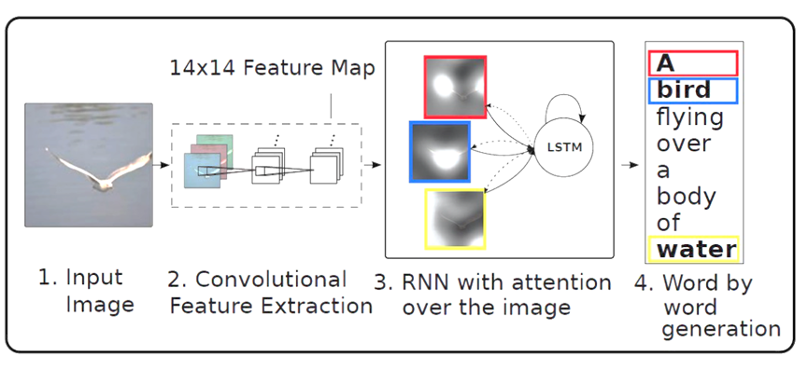 14x14 Feature Map
LSTM
A
bird
flying
over
a
body
of
water
1. Input
Image
2. Convolutional
Feature Extraction
3. RNN with attention
over the image
4. Word by
word
generation